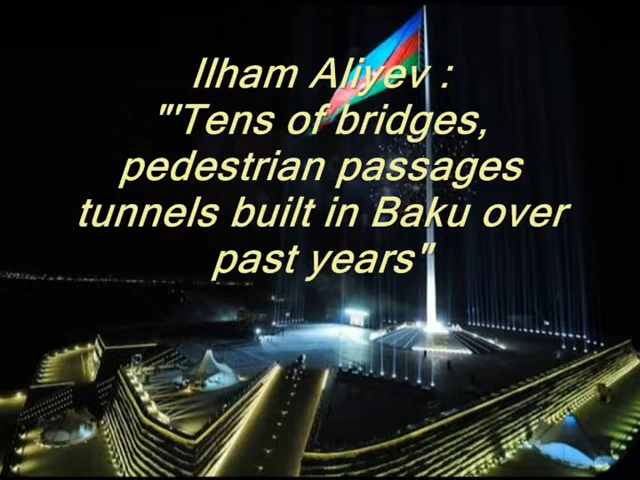 Ilham Aliyev :
"'Tens of bridges,
pedestrian passages
tunnels built in Baku over
past years"